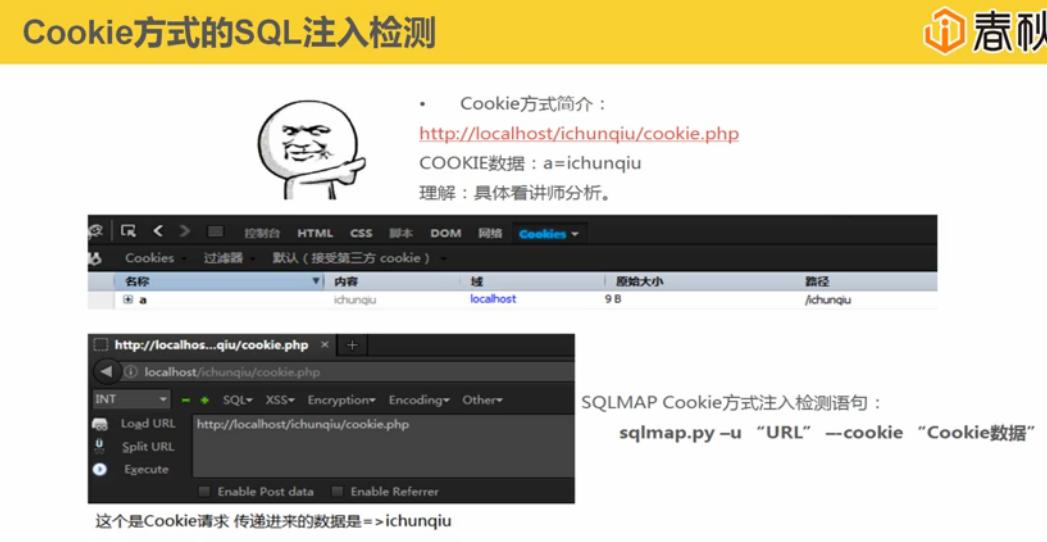 Cookie方式的SQL注入检测
春秋
• Cookie方式简介：
http://localhost/ichunqiu/cookie.php
COOKIE数据：a=ichunqiu
理解：具体看讲师分析。
控制台 HTML CSS 脚本 DOM 网络 Cookies
Cookies 过滤器 默认（接受第三方 cookie）
名称 内容 域 原始大小 路径
a ichunqiu localhost 9 B /ichunqiu
http://localhos...qiu/cookie.php × +
localhost/ichunqiu/cookie.php
INT SQL XSS Encryption Encoding Other
Load URL http://localhost/ichunqiu/cookie.php
Split URL
Execute
Enable Post data Enable Referrer
这个是Cookie请求 传递进来的数据是=>ichunqiu
SQLMAP Cookie方式注入检测语句：
sqlmap.py –u “URL” –-cookie “Cookie数据”